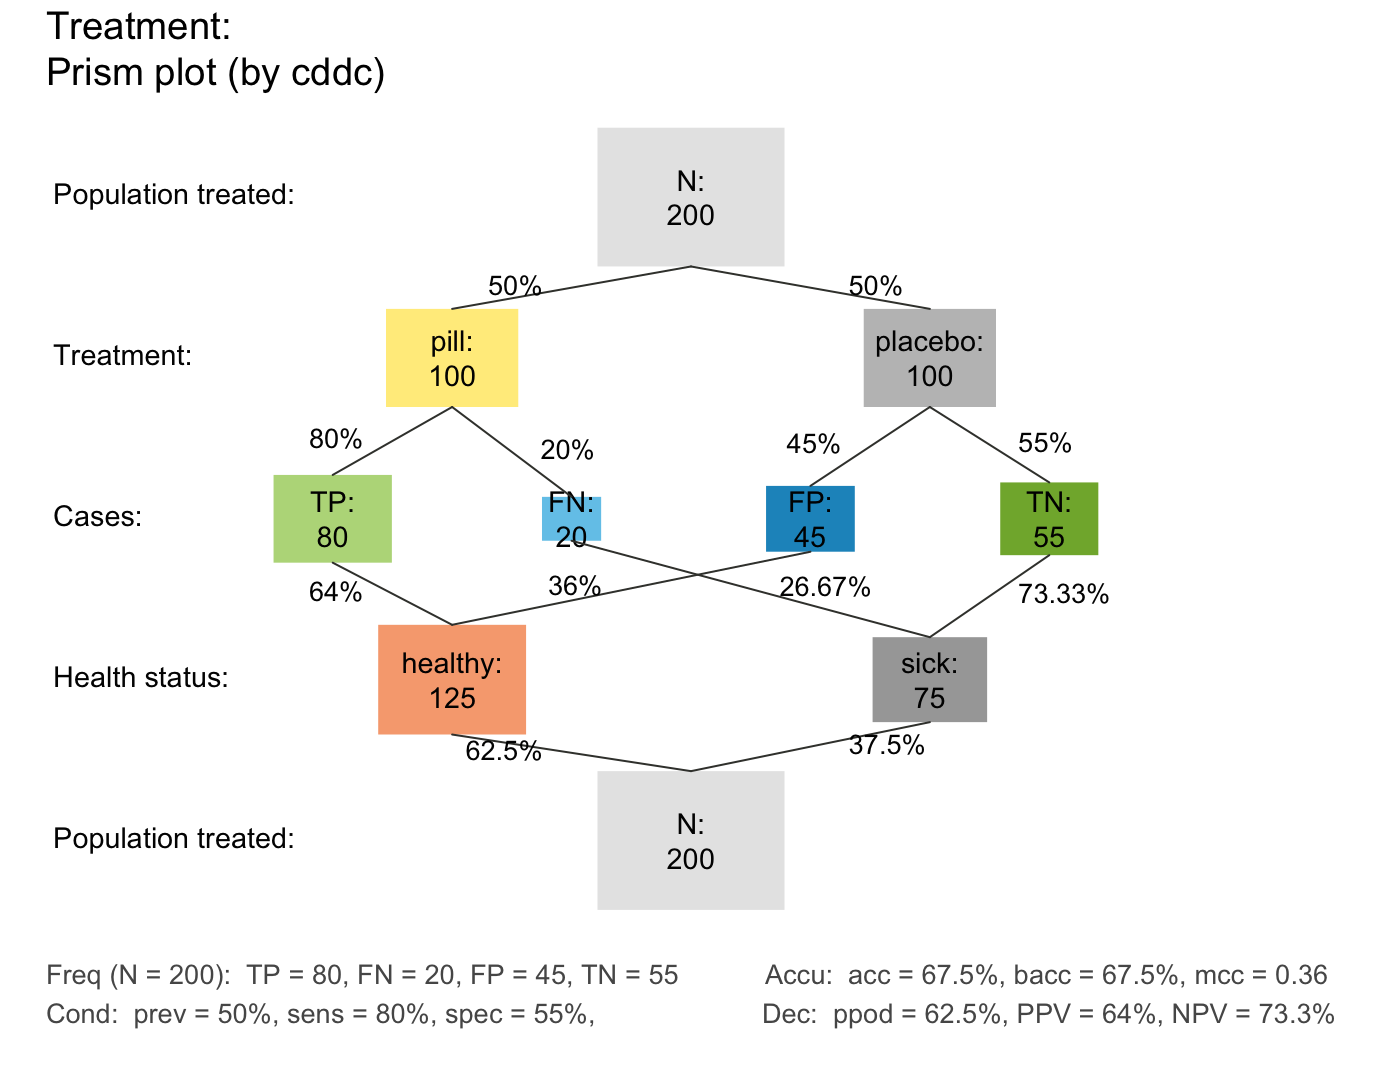 Treatment:
Prism plot (by cddc)
Population treated:
N:
200
50%
50%
Treatment:
pill:
100
placebo:
100
80%
20%
45%
55%
Cases:
TP:
80
FN:
20
FP:
45
TN:
55
64%
36%
26.67%
73.33%
Health status:
healthy:
125
sick:
75
62.5%
37.5%
Population treated:
N:
200
Freq (N = 200):  TP = 80, FN = 20, FP = 45, TN = 55
Accu:  acc = 67.5%, bacc = 67.5%, mcc = 0.36
Cond:  prev = 50%, sens = 80%, spec = 55%,
Dec:  ppod = 62.5%, PPV = 64%, NPV = 73.3%